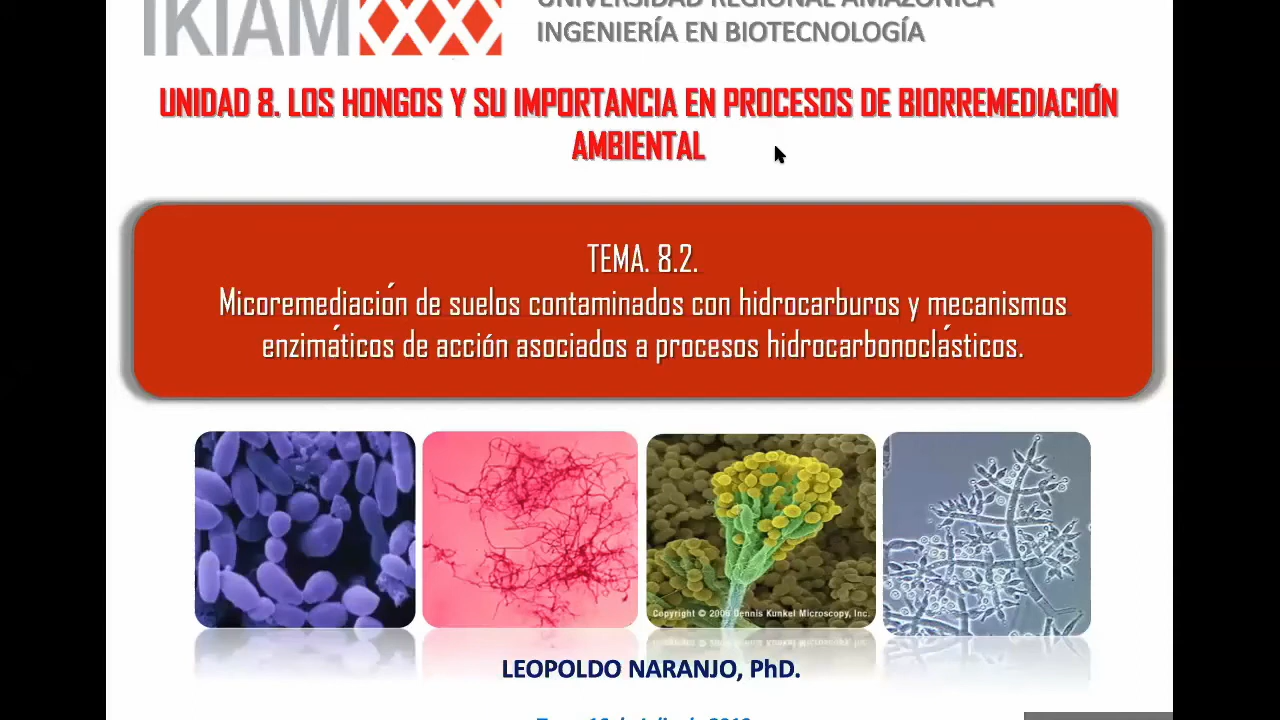 IKIAM
UNIVERSIDAD REGIONAL AMAZÓNICA
INGENIERÍA EN BIOTECNOLOGÍA
UNIDAD 8. LOS HONGOS Y SU IMPORTANCIA EN PROCESOS DE BIORREMEDIACIÓN
AMBIENTAL
TEMA. 8.2.
Micoremediación de suelos contaminados con hidrocarburos y mecanismos
enzimáticos de acción asociados a procesos hidrocarbonoclásticos.
Copyright © 2006 Dennis Kunkel Microscopy, Inc.
LEOPOLDO NARANJO, PhD.